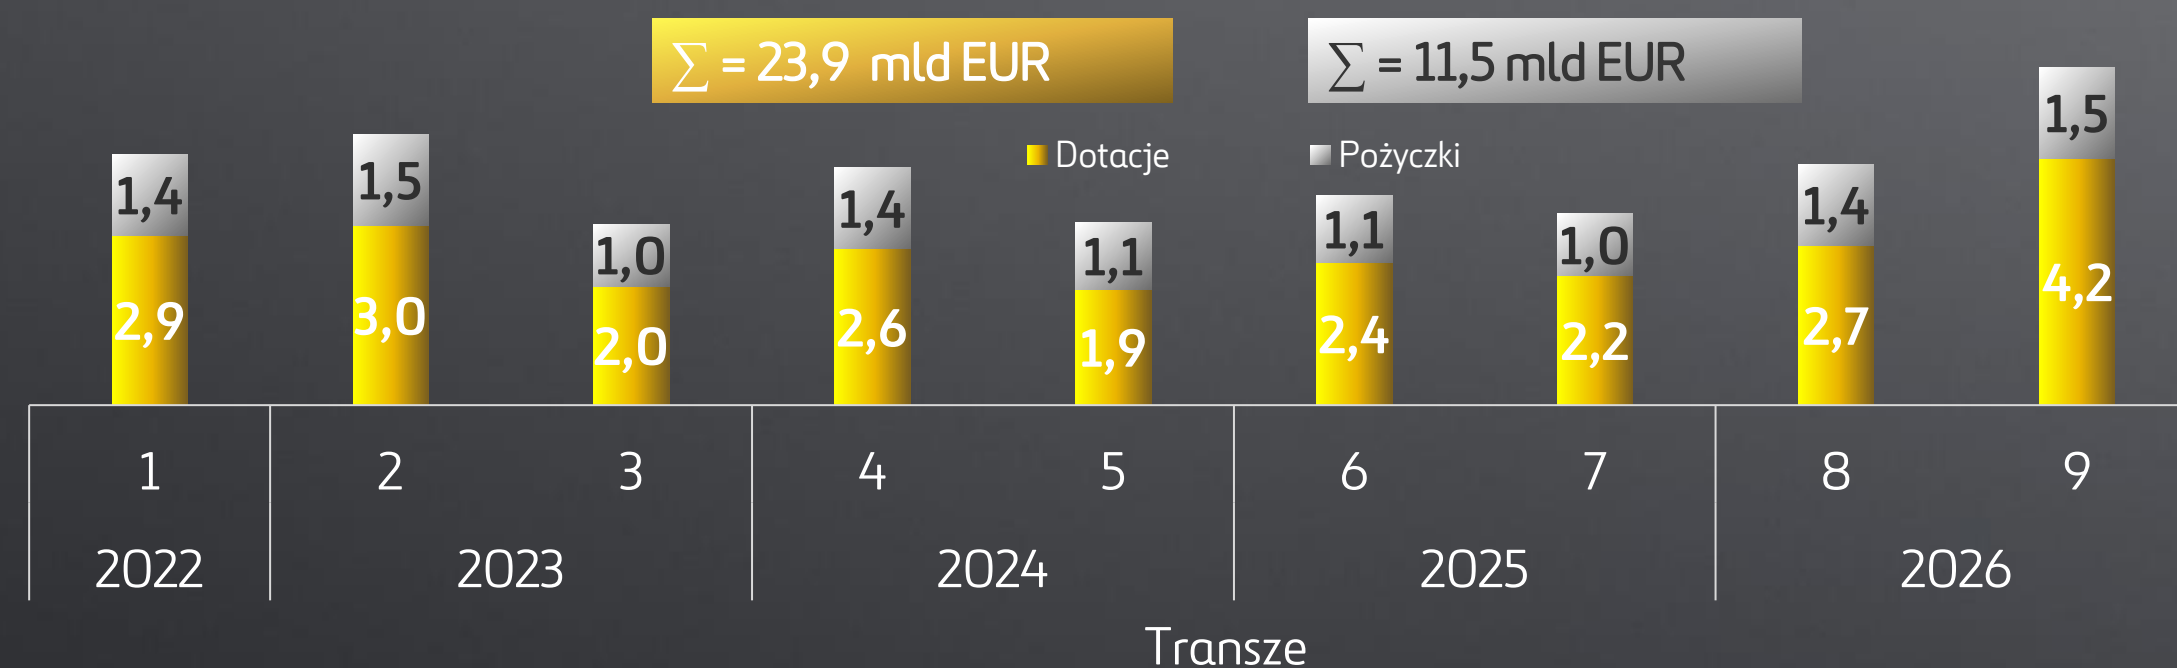 ∑ = 23,9 mld EUR
∑ = 11,5 mld EUR
Dotacje
Pożyczki
1,4
1,5
1,0
1,4
1,1
1,1
1,0
1,4
1,5
2,9
3,0
2,0
2,6
1,9
2,4
2,2
2,7
4,2
1 2 3 4 5 6 7 8 9
2022 2023 2024 2025 2026
Transze